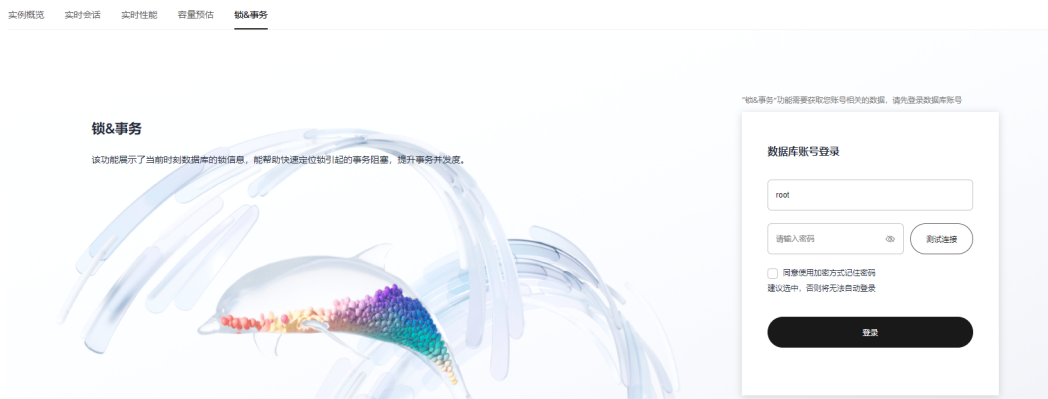 实例概览 实时会话 实时性能 容量预估 锁&事务
"锁&事务"功能需要获取您账号相关的数据，请先登录数据库账号
锁&事务
该功能展示了当前时刻数据库的锁信息，能帮助快速定位锁引起的事务阻塞，提升事务并发度。
数据库账号登录
root
请输入密码
测试连接
同意使用加密方式记住密码
建议选中，否则将无法自动登录
登录